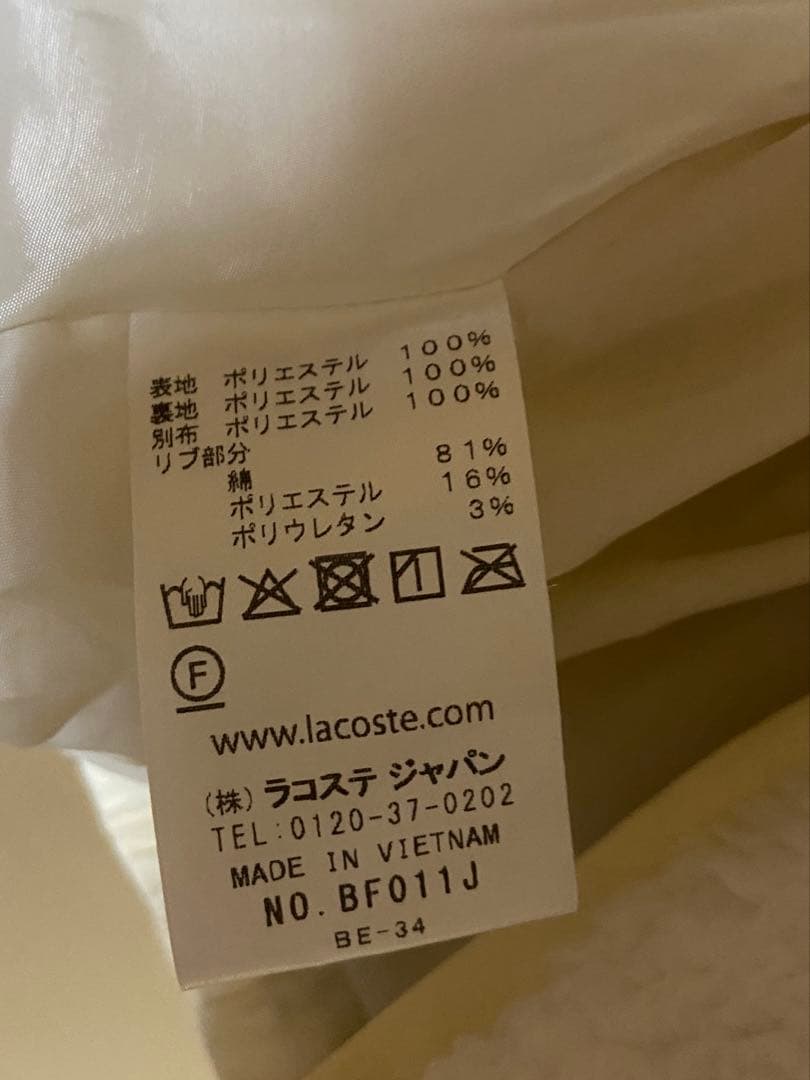 表地 ポリエステル 100%
裏地 ポリエステル 100%
別布 ポリエステル 100%
リブ部分
綿 81%
ポリエステル 16%
ポリウレタン 3%
F
www.lacoste.com
(株) ラコステ ジャパン
TEL:0120-37-0202
MADE IN VIETNAM
NO. BF011J
BE-34